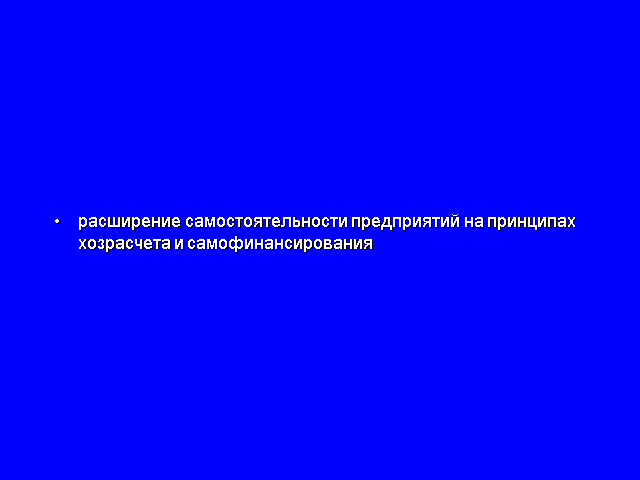 • расширение самостоятельности предприятий на принципах
хозрасчета и самофинансирования